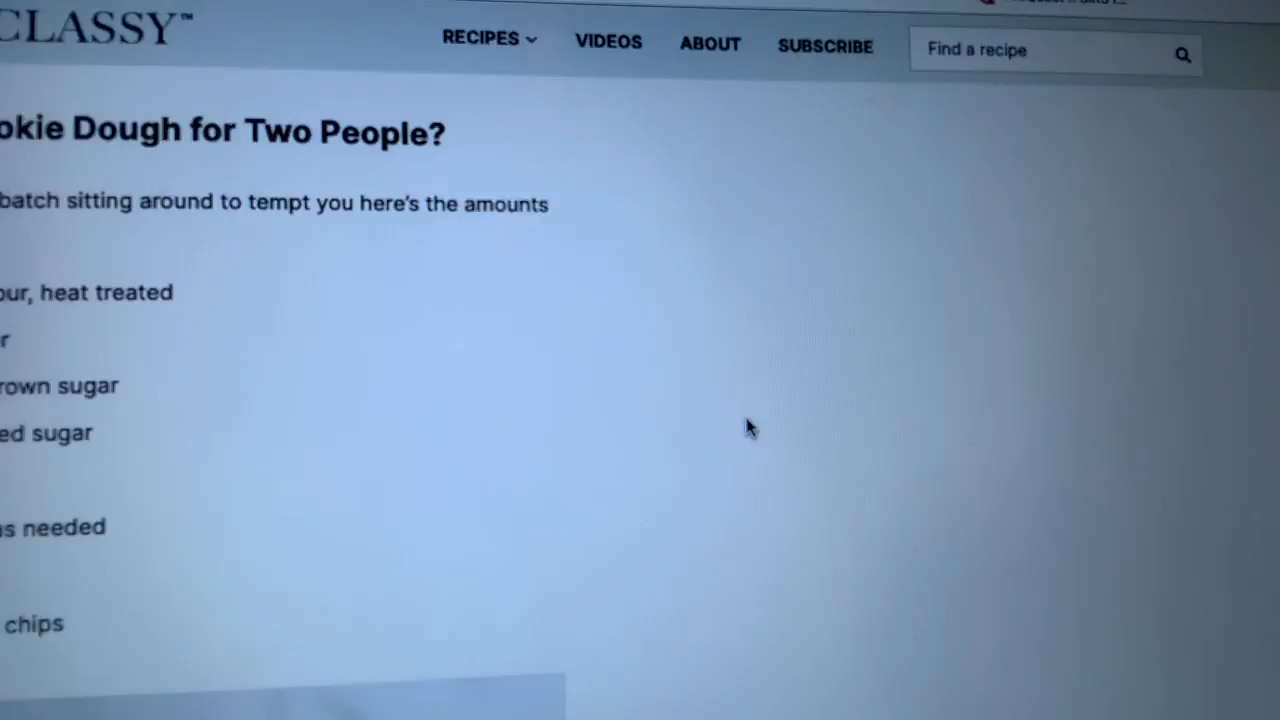 CLASSY™
RECIPES VIDEOS ABOUT SUBSCRIBE Find a recipe
okie Dough for Two People?
batch sitting around to tempt you here's the amounts
our, heat treated
r
rown sugar
ed sugar
as needed
chips